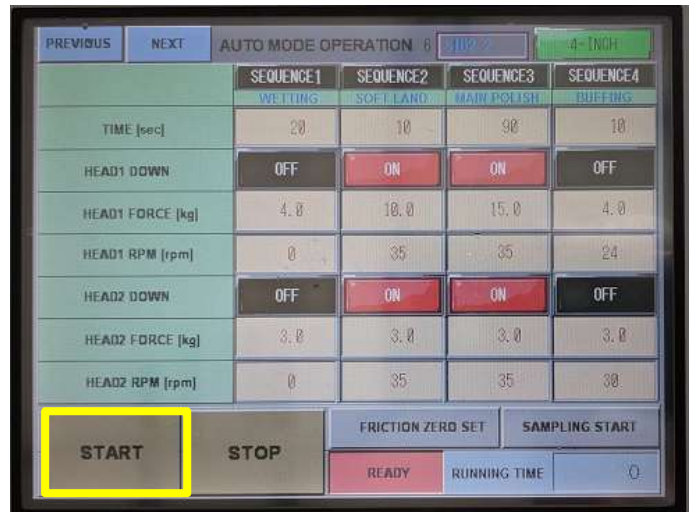 PREVIOUS NEXT AUTO MODE OPERATION 6 4-INCH
SEQUENCE1 SEQUENCE2 SEQUENCE3 SEQUENCE4
WETTING SOFT LAND MAIN POLISH BUFFING
TIME [sec] 20 10 90 10
HEAD1 DOWN OFF ON ON OFF
HEAD1 FORCE [kg] 4.0 10.0 15.0 4.0
HEAD1 RPM [rpm] 0 35 35 24
HEAD2 DOWN OFF ON ON OFF
HEAD2 FORCE [kg] 3.0 3.0 3.0 3.0
HEAD2 RPM [rpm] 0 35 35 30
START STOP FRICTION ZERO SET SAMPLING START
READY RUNNING TIME 0